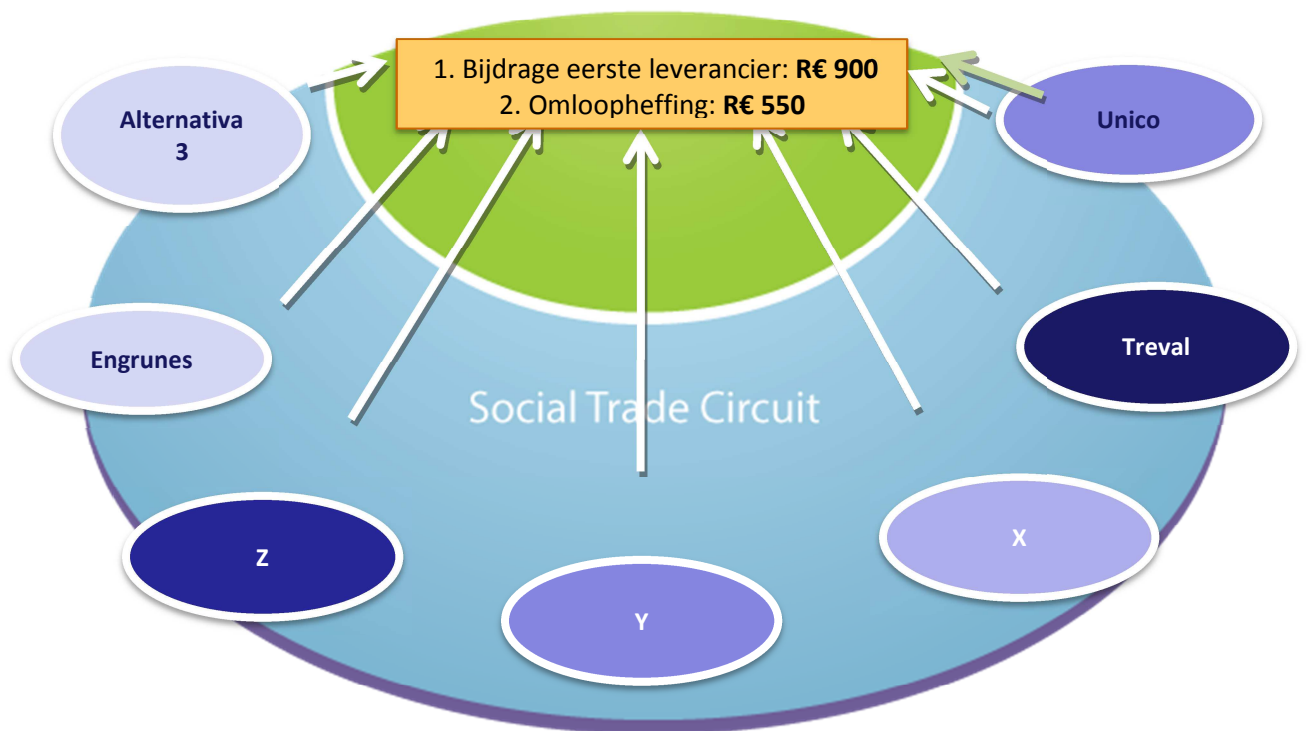 1. Bijdrage eerste leverancier: R€ 900
2. Omloopheffing: R€ 550
Alternativa
3
Unico
Engrunes
Treval
Social Trade Circuit
Z
X
Y